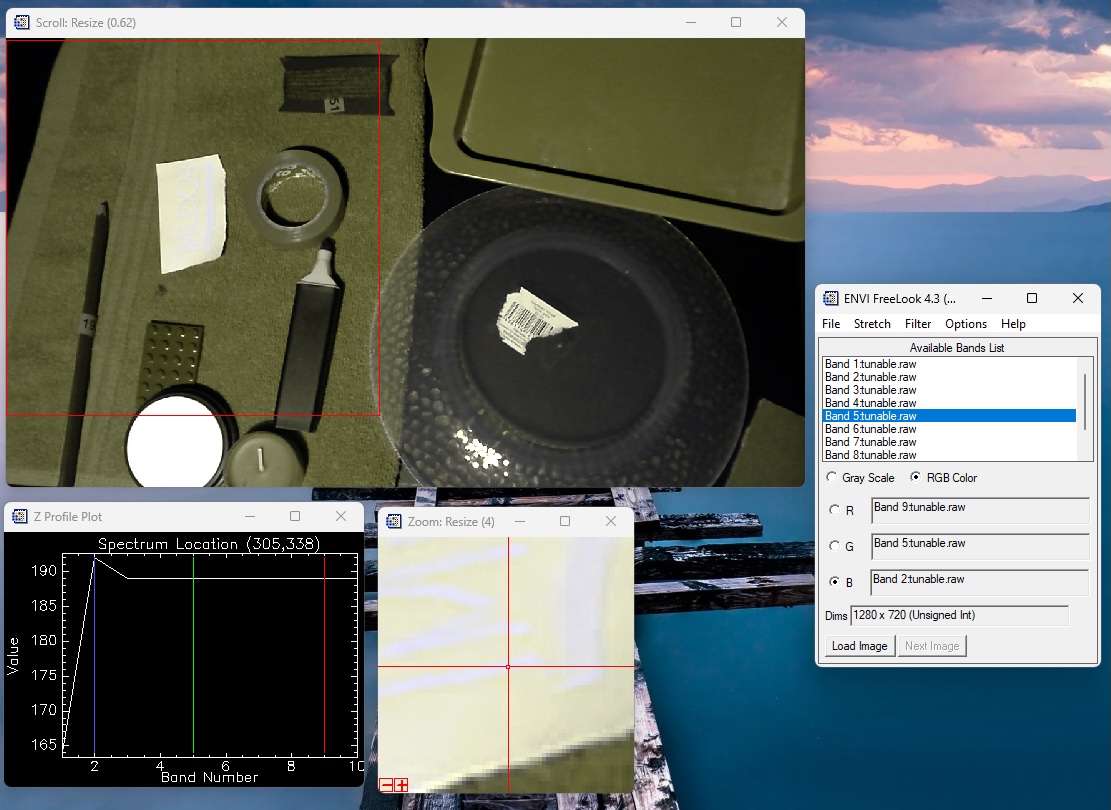 Scroll: Resize (0.62)
51
19
ENVI FreeLook 4.3 (...
File Stretch Filter Options Help
Available Bands List
Band 1:tunable.raw
Band 2:tunable.raw
Band 3:tunable.raw
Band 4:tunable.raw
Band 5:tunable.raw
Band 6:tunable.raw
Band 7:tunable.raw
Band 8:tunable.raw
Gray Scale RGB Color
R Band 9:tunable.raw
G Band 5:tunable.raw
B Band 2:tunable.raw
Dims 1280 x 720 (Unsigned Int)
Load Image Next Image
Z Profile Plot
Spectrum Location (305,338)
190
185
180
175
170
165
Value
2 4 6 8 10
Band Number
Zoom: Resize (4)